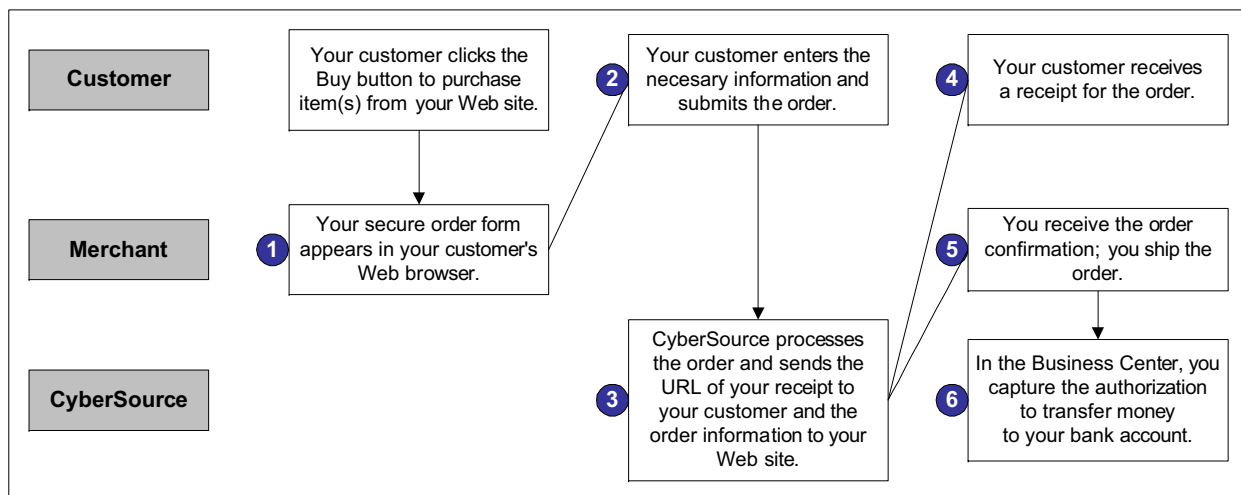 Customer
Your customer clicks the
Buy button to purchase
item(s) from your Web site.
2
Your customer enters the
necesary information and
submits the order.
4
Your customer receives
a receipt for the order.
Merchant
1
Your secure order form
appears in your customer's
Web browser.
5
You receive the order
confirmation; you ship the
order.
CyberSource
3
CyberSource processes
the order and sends the
URL of your receipt to
your customer and the
order information to your
Web site.
6
In the Business Center, you
capture the authorization
to transfer money
to your bank account.